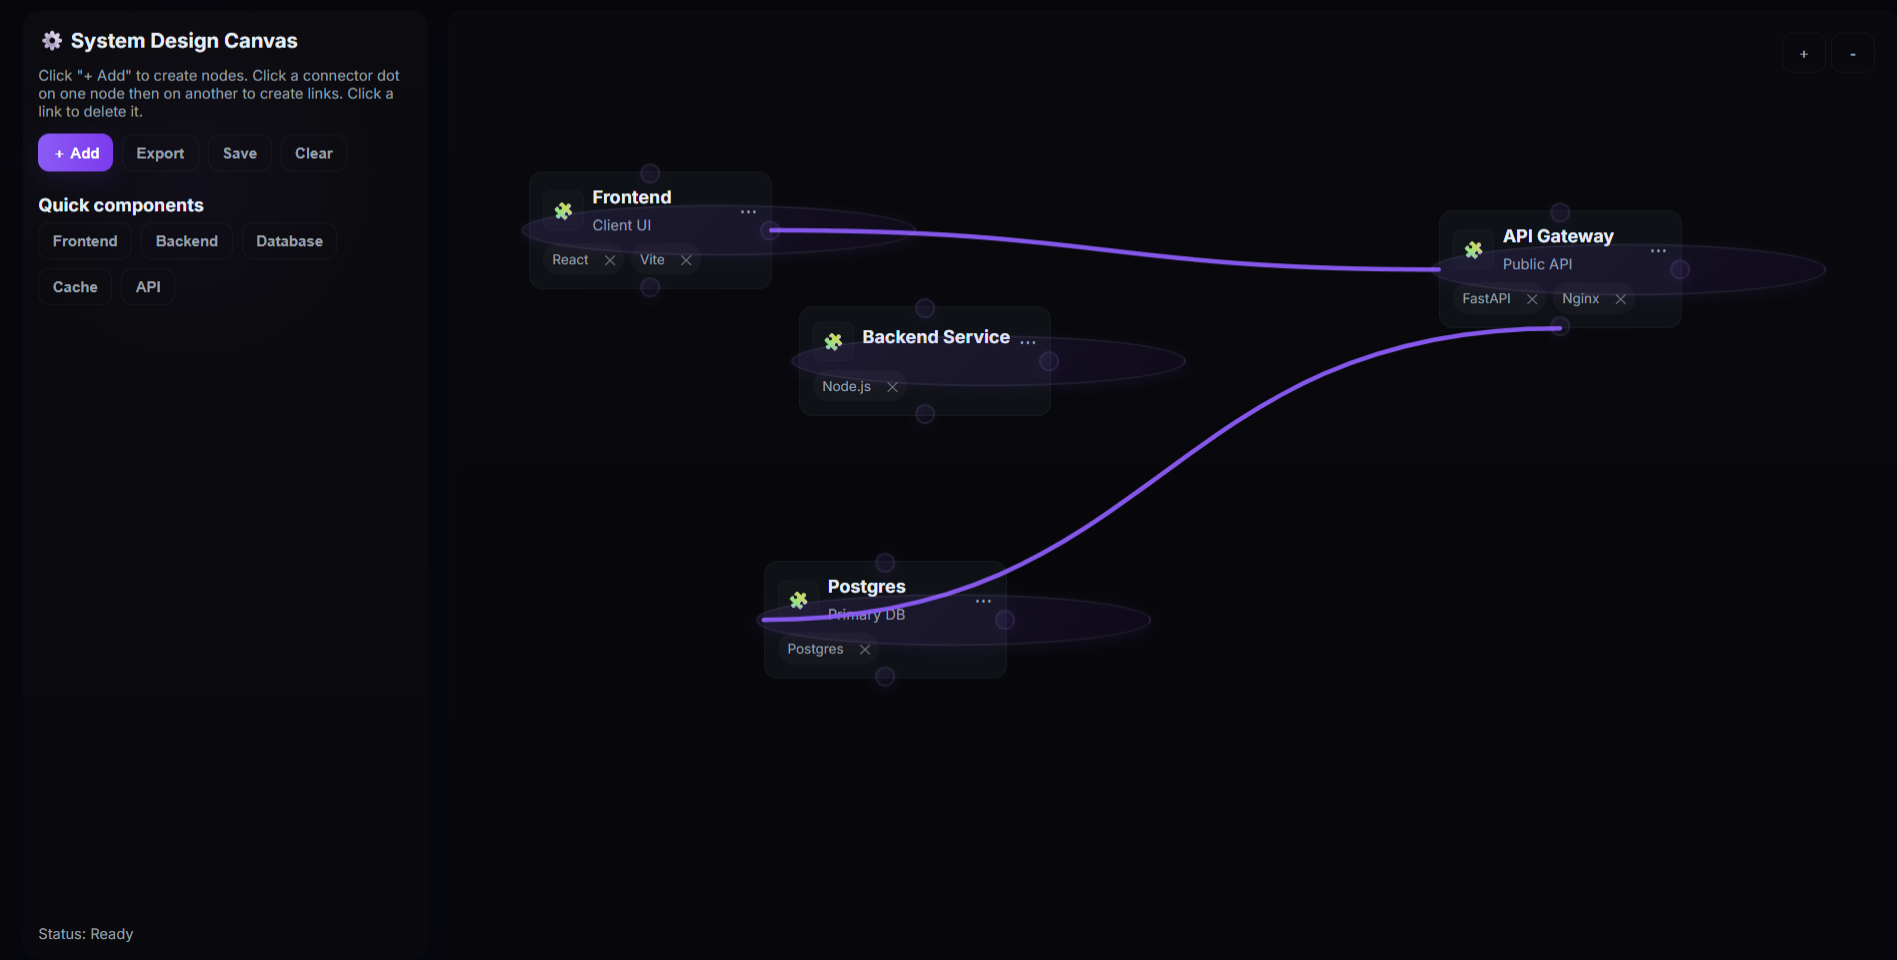 System Design Canvas
Click "+ Add" to create nodes. Click a connector dot
on one node then on another to create links. Click a
link to delete it.
+ Add
Export
Save
Clear
Quick components
Frontend
Backend
Database
Cache
API
Status: Ready
+
-
Frontend
...
Client UI
React ×
Vite ×
API Gateway
...
Public API
FastAPI ×
Nginx ×
Backend Service
...
Node.js ×
Postgres
...
Primary DB
Postgres ×